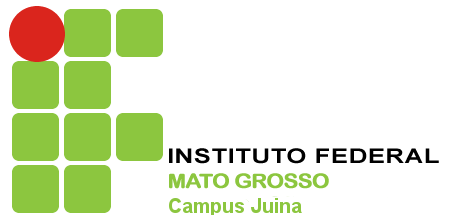 INSTITUTO FEDERAL
MATO GROSSO
Campus Juina